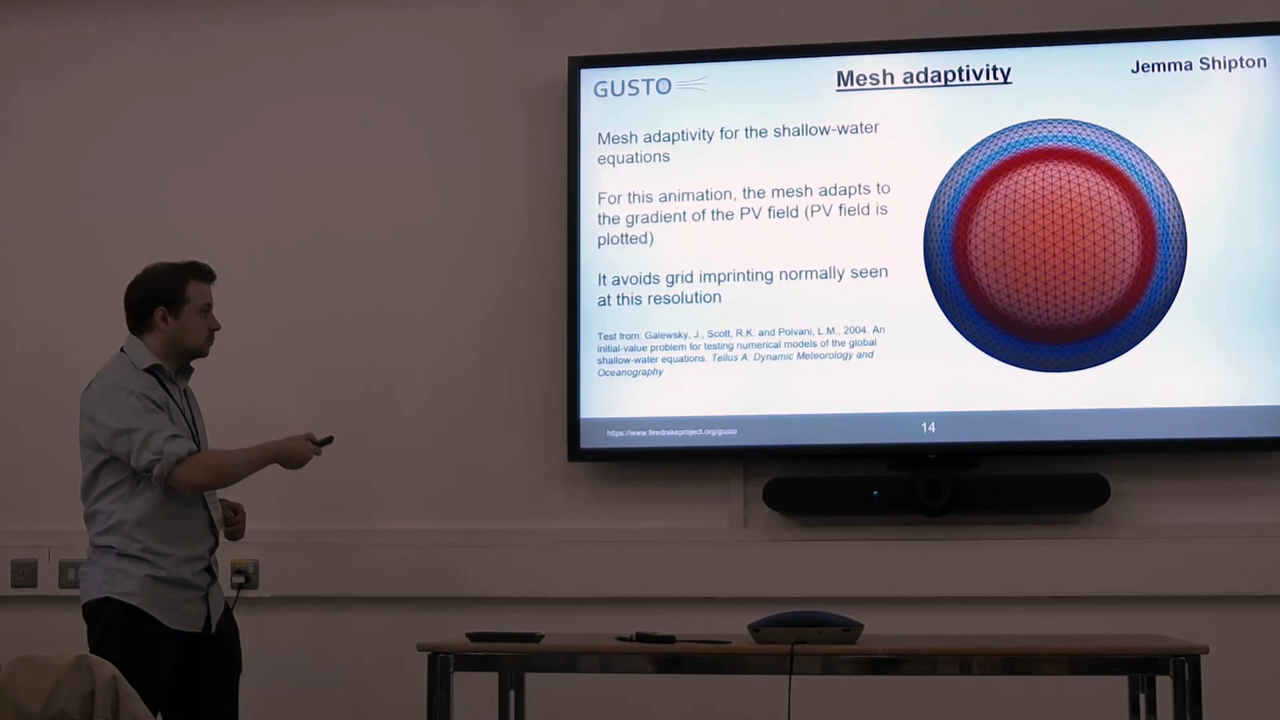 GUSTO
Mesh adaptivity
Jemma Shipton
Mesh adaptivity for the shallow-water
equations
For this animation, the mesh adapts to
the gradient of the PV field (PV field is
plotted)
It avoids grid imprinting normally seen
at this resolution
Test from: Galewsky, J., Scott, R.K. and Polvani, L.M., 2004. An
initial-value problem for testing numerical models of the global
shallow-water equations. Tellus A: Dynamic Meteorology and
Oceanography
https://www.firedrakeproject.org/gusto
14